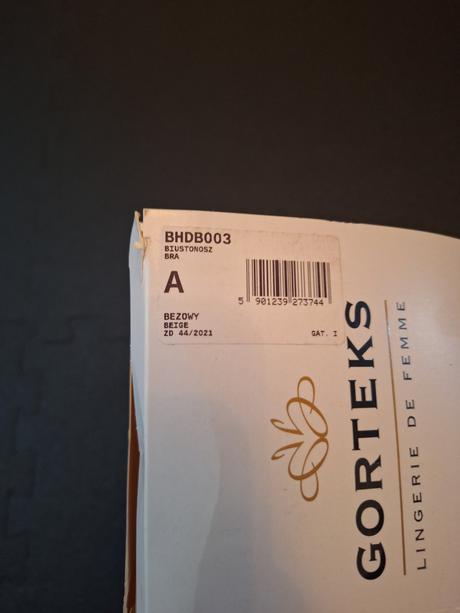 BHDB003
BIUSTONOSZ
BRA
A
5 901239 273744
BEZOWY
BEIGE
ZD 44/2021
GAT. I
GORTEKS
LINGERIE DE FEMME